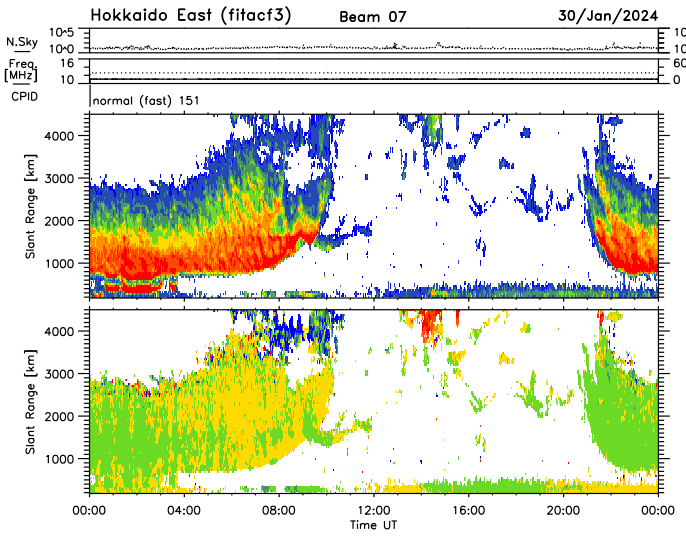 Hokkaido East (fitacf3) Beam 07 30/Jan/2024
N.Sky 10^5 10^0 10^5 10^0
Freq. [MHz] 16 10 60 0
CPID normal (fast) 151
Slant Range [km] 4000 3000 2000 1000
Slant Range [km] 4000 3000 2000 1000
00:00 04:00 08:00 12:00 16:00 20:00 00:00
Time UT